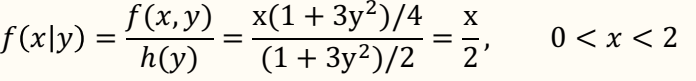 f(x|y) = f(x, y)/h(y) = (x(1 + 3y²)/4)/((1 + 3y²)/2) = x/2,   0 < x < 2